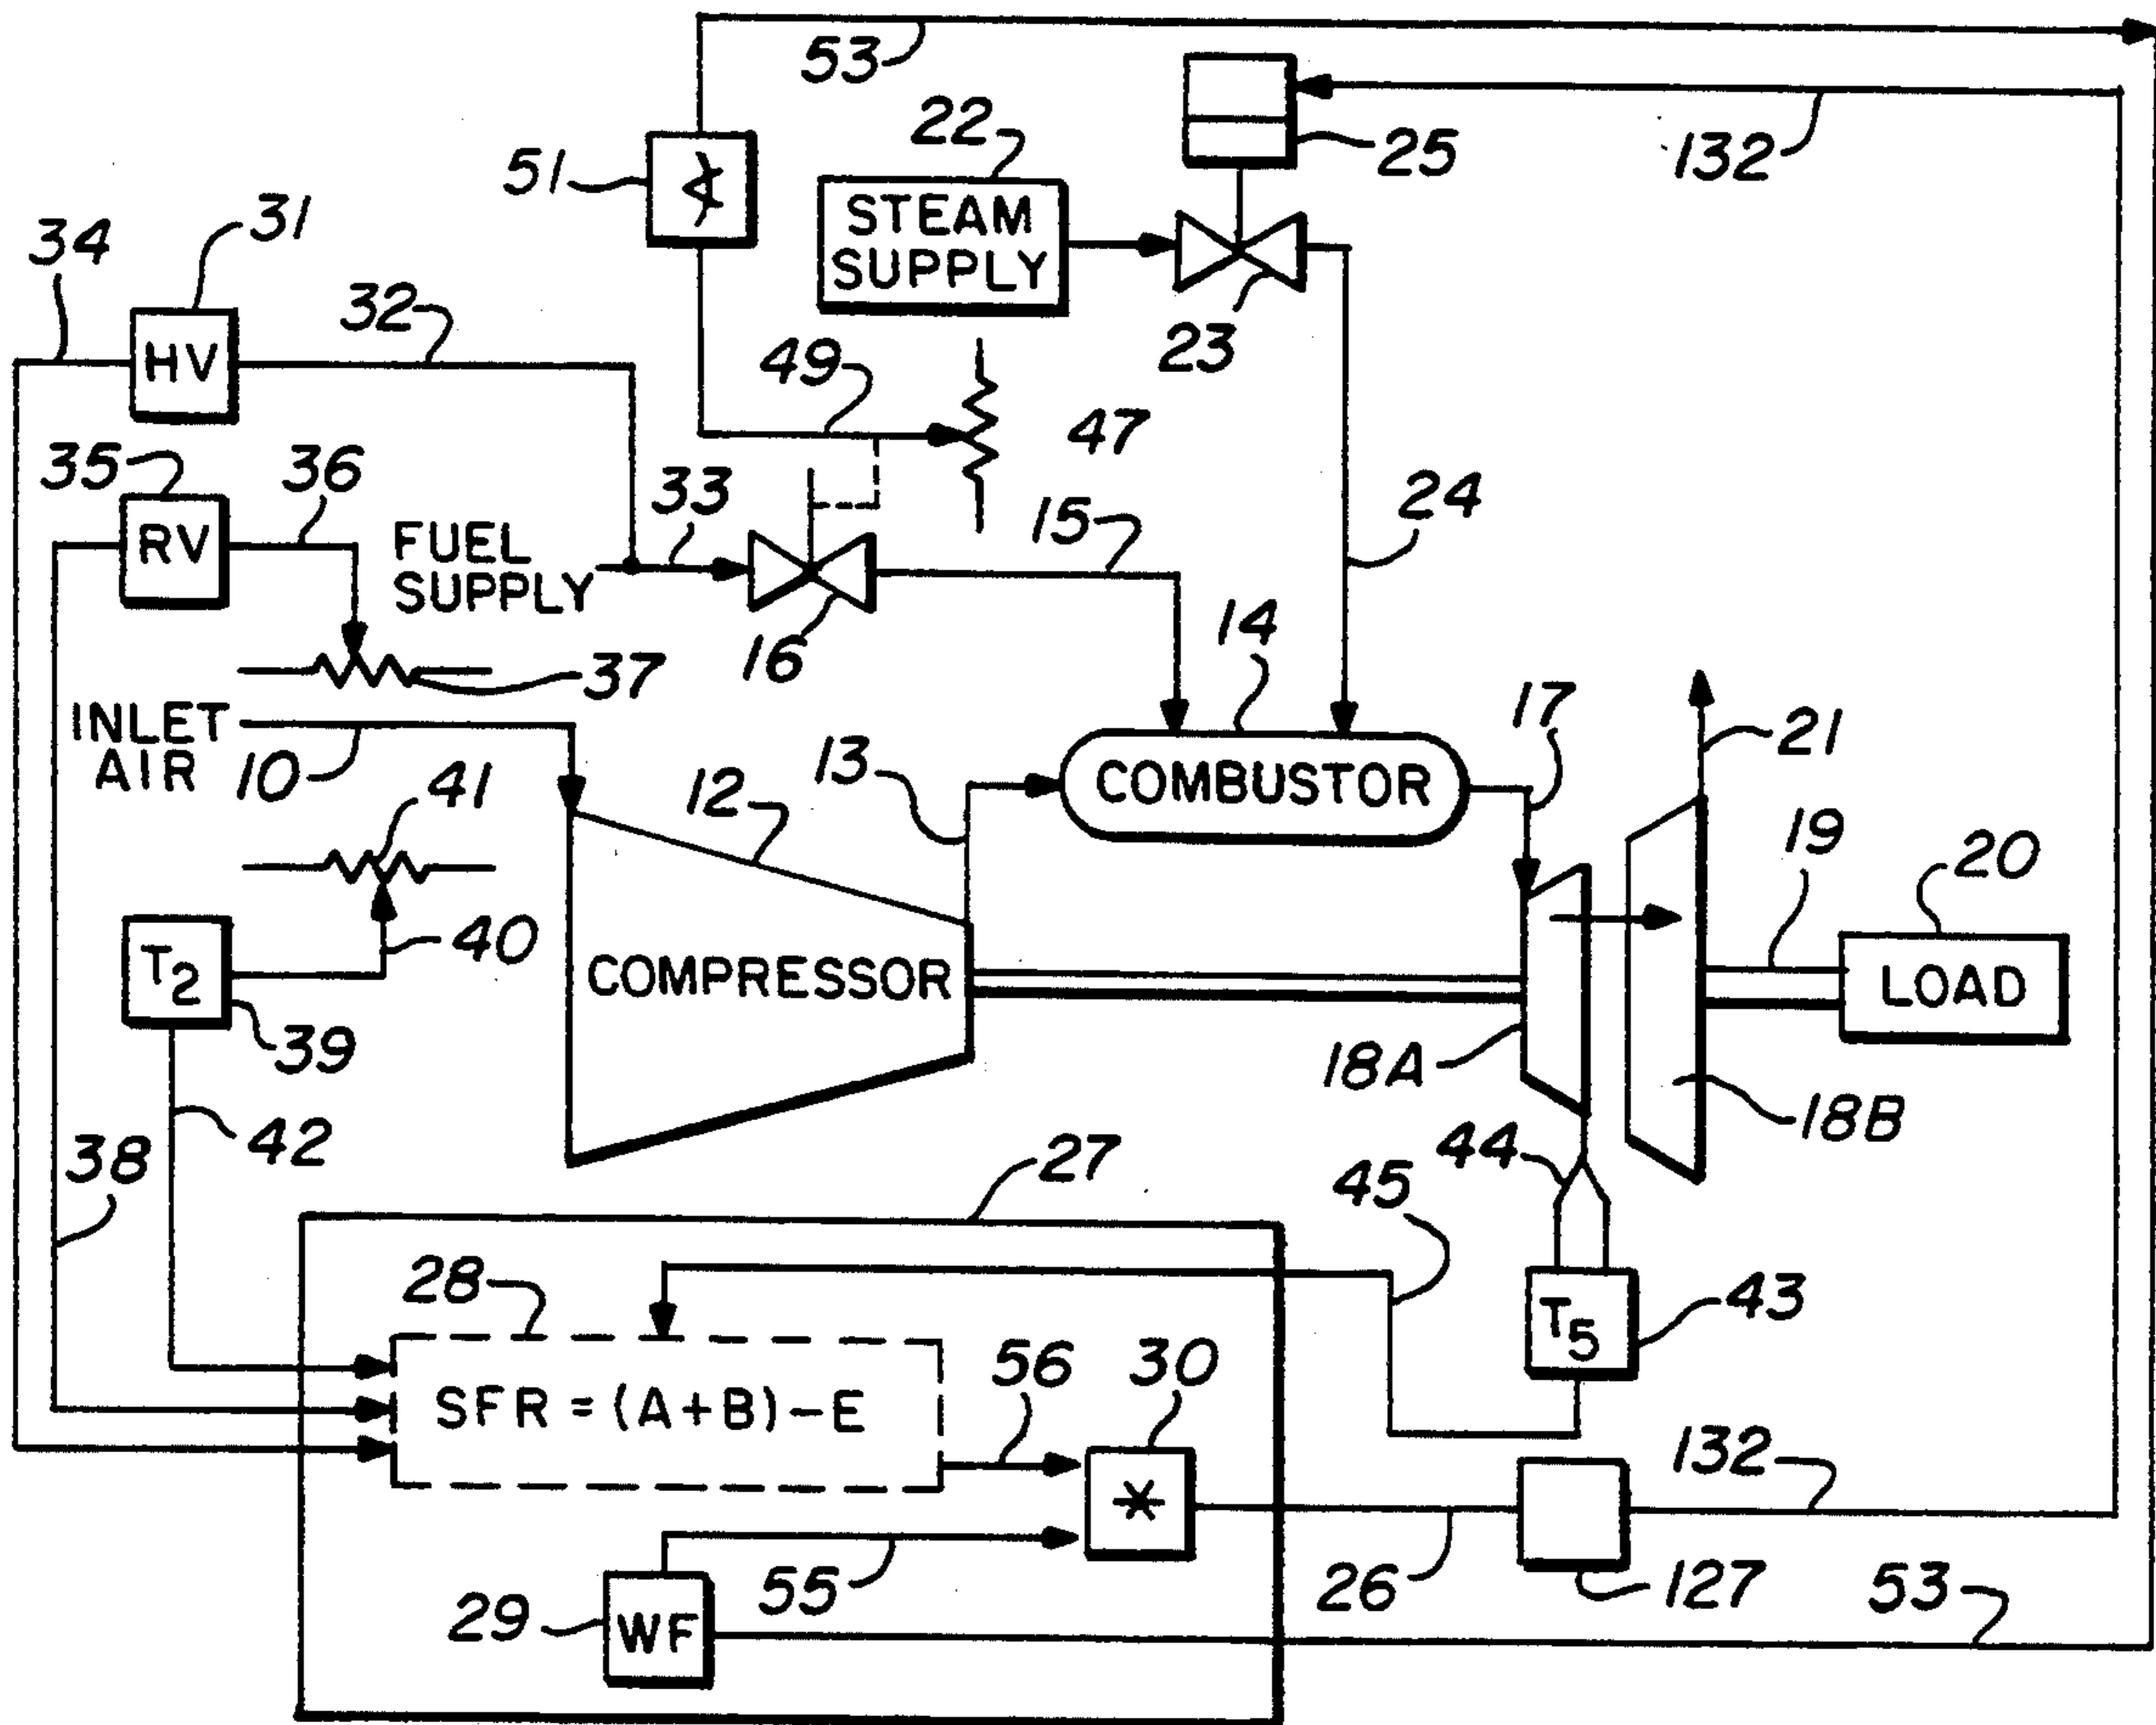 53
132
22
25
51
STEAM
SUPPLY
34
31
32
HV
23
49
47
35
36
33
24
RV
FUEL
SUPPLY
15
16
14
37
17
INLET
AIR
10
12
13
COMBUSTOR
21
41
19
20
T2
40
COMPRESSOR
LOAD
39
18A
38
42
27
44
45
18B
28
T5
43
SFR = (A+B)-E
56
30
132
*
29
WF
55
26
127
53